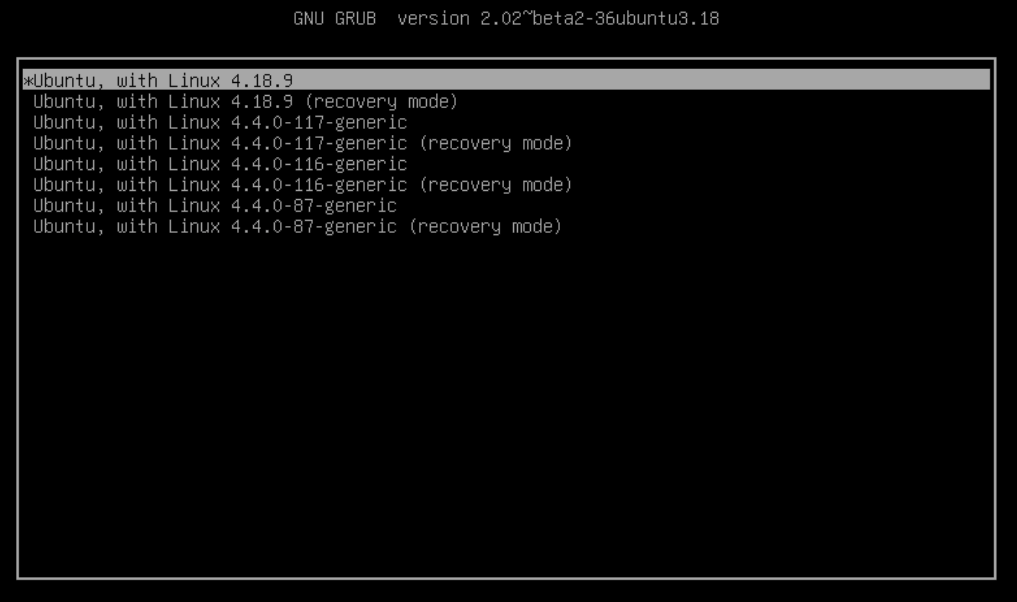 GNU GRUB  version 2.02~beta2-36ubuntu3.18
*Ubuntu, with Linux 4.18.9
Ubuntu, with Linux 4.18.9 (recovery mode)
Ubuntu, with Linux 4.4.0-117-generic
Ubuntu, with Linux 4.4.0-117-generic (recovery mode)
Ubuntu, with Linux 4.4.0-116-generic
Ubuntu, with Linux 4.4.0-116-generic (recovery mode)
Ubuntu, with Linux 4.4.0-87-generic
Ubuntu, with Linux 4.4.0-87-generic (recovery mode)